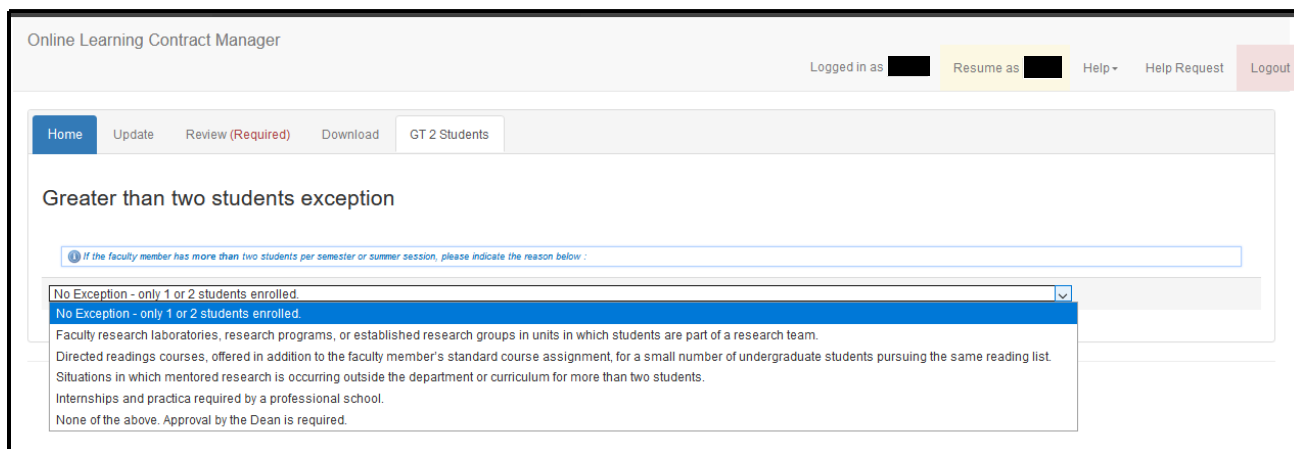 Online Learning Contract Manager
Logged in as
Resume as
Help
Help Request
Logout
Home
Update
Review (Required)
Download
GT 2 Students
Greater than two students exception
If the faculty member has more than two students per semester or summer session, please indicate the reason below :
No Exception - only 1 or 2 students enrolled.
No Exception - only 1 or 2 students enrolled.
Faculty research laboratories, research programs, or established research groups in units in which students are part of a research team.
Directed readings courses, offered in addition to the faculty member's standard course assignment, for a small number of undergraduate students pursuing the same reading list.
Situations in which mentored research is occurring outside the department or curriculum for more than two students.
Internships and practica required by a professional school.
None of the above. Approval by the Dean is required.